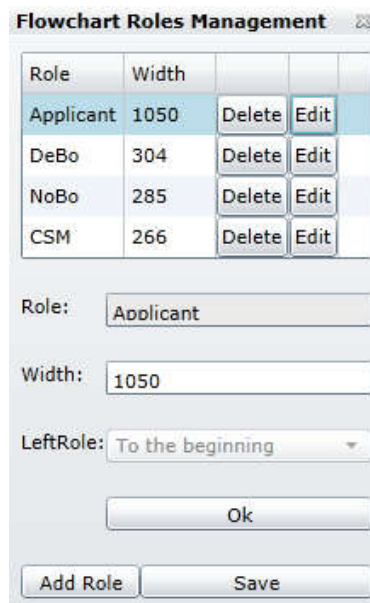 Flowchart Roles Management
Role Width
Applicant 1050 Delete Edit
DeBo 304 Delete Edit
NoBo 285 Delete Edit
CSM 266 Delete Edit
Role: Applicant
Width: 1050
LeftRole: To the beginning
Ok
Add Role Save